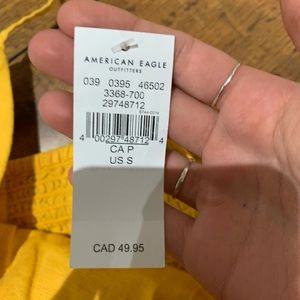 AMERICAN EAGLE
OUTFITTERS
039 0395 46502
3368-700
29748712
4 00297 48712 4
CA P
US S
CAD 49.95